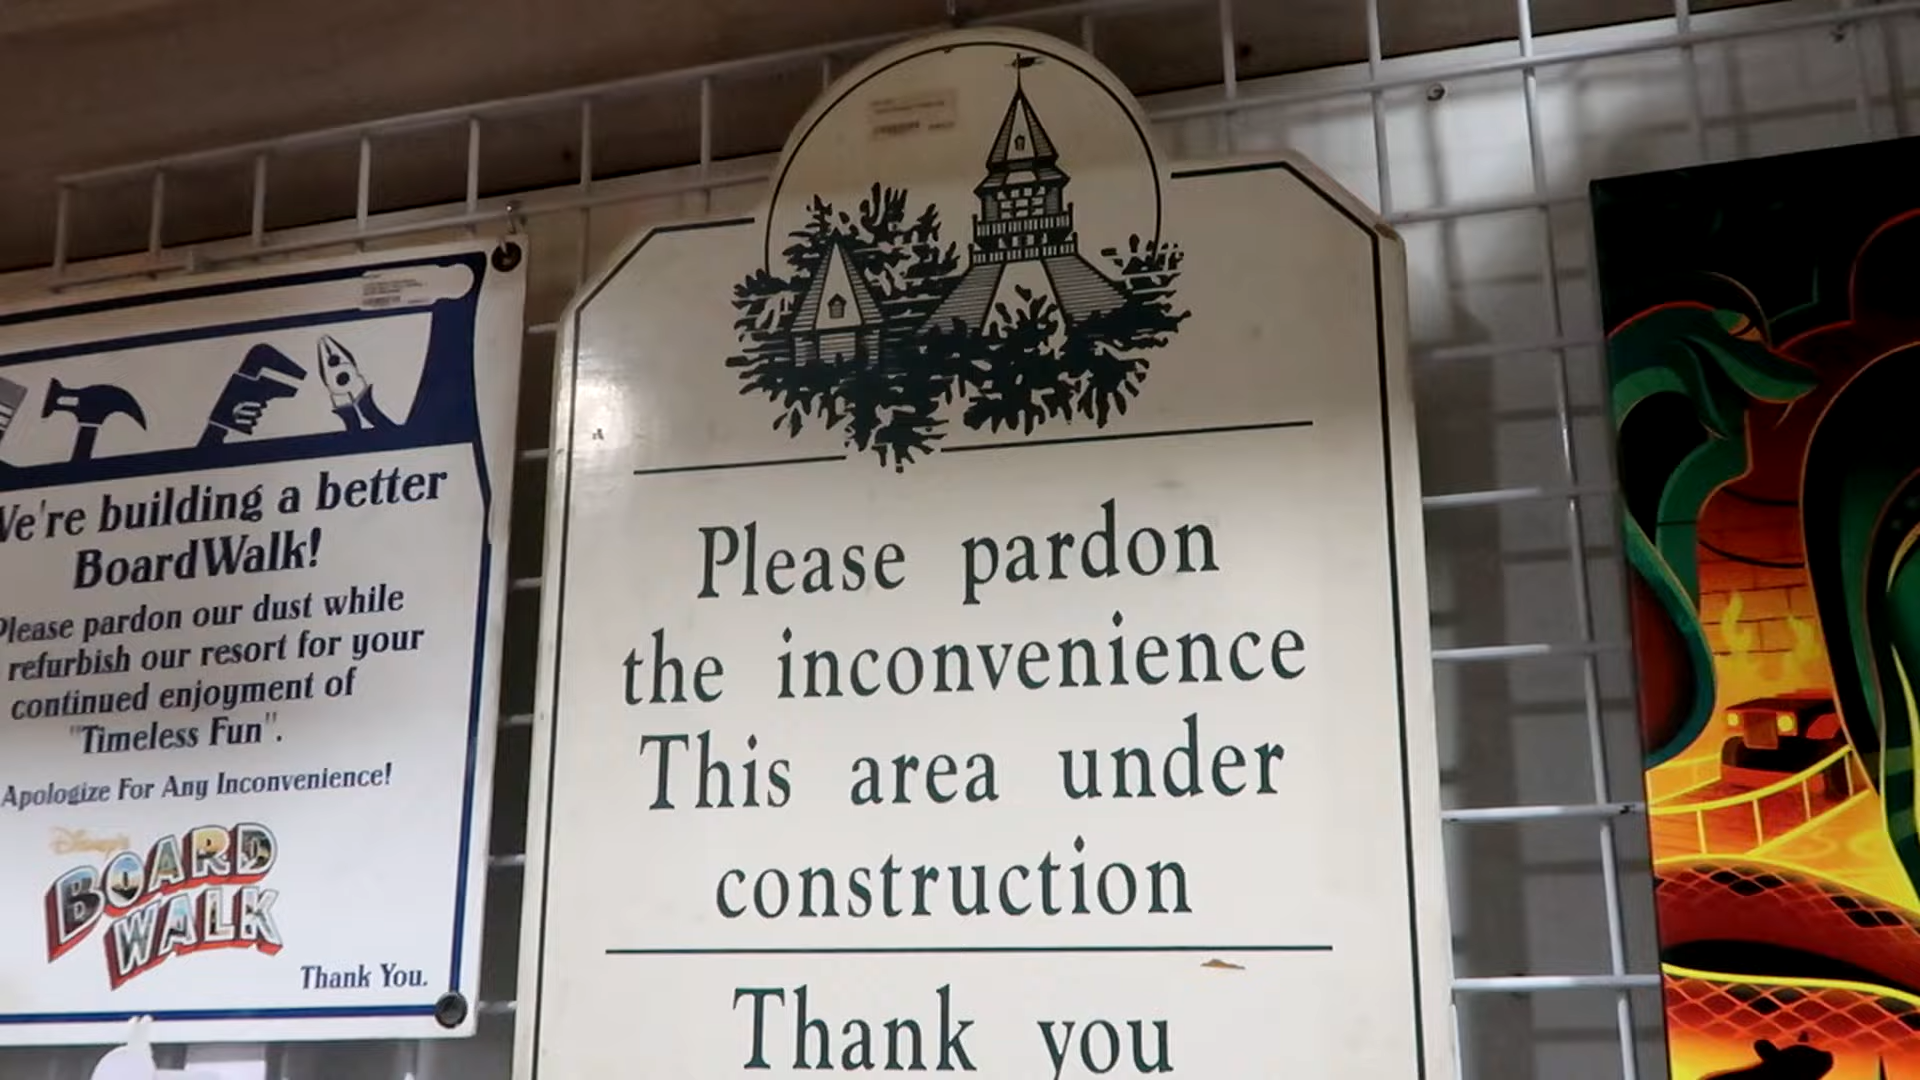 We're building a better
BoardWalk!
Please pardon our dust while
refurbish our resort for your
continued enjoyment of
"Timeless Fun".
Apologize For Any Inconvenience!
Disney's
BOARD
WALK
Thank You.
Please pardon
the inconvenience
This area under
construction
Thank you